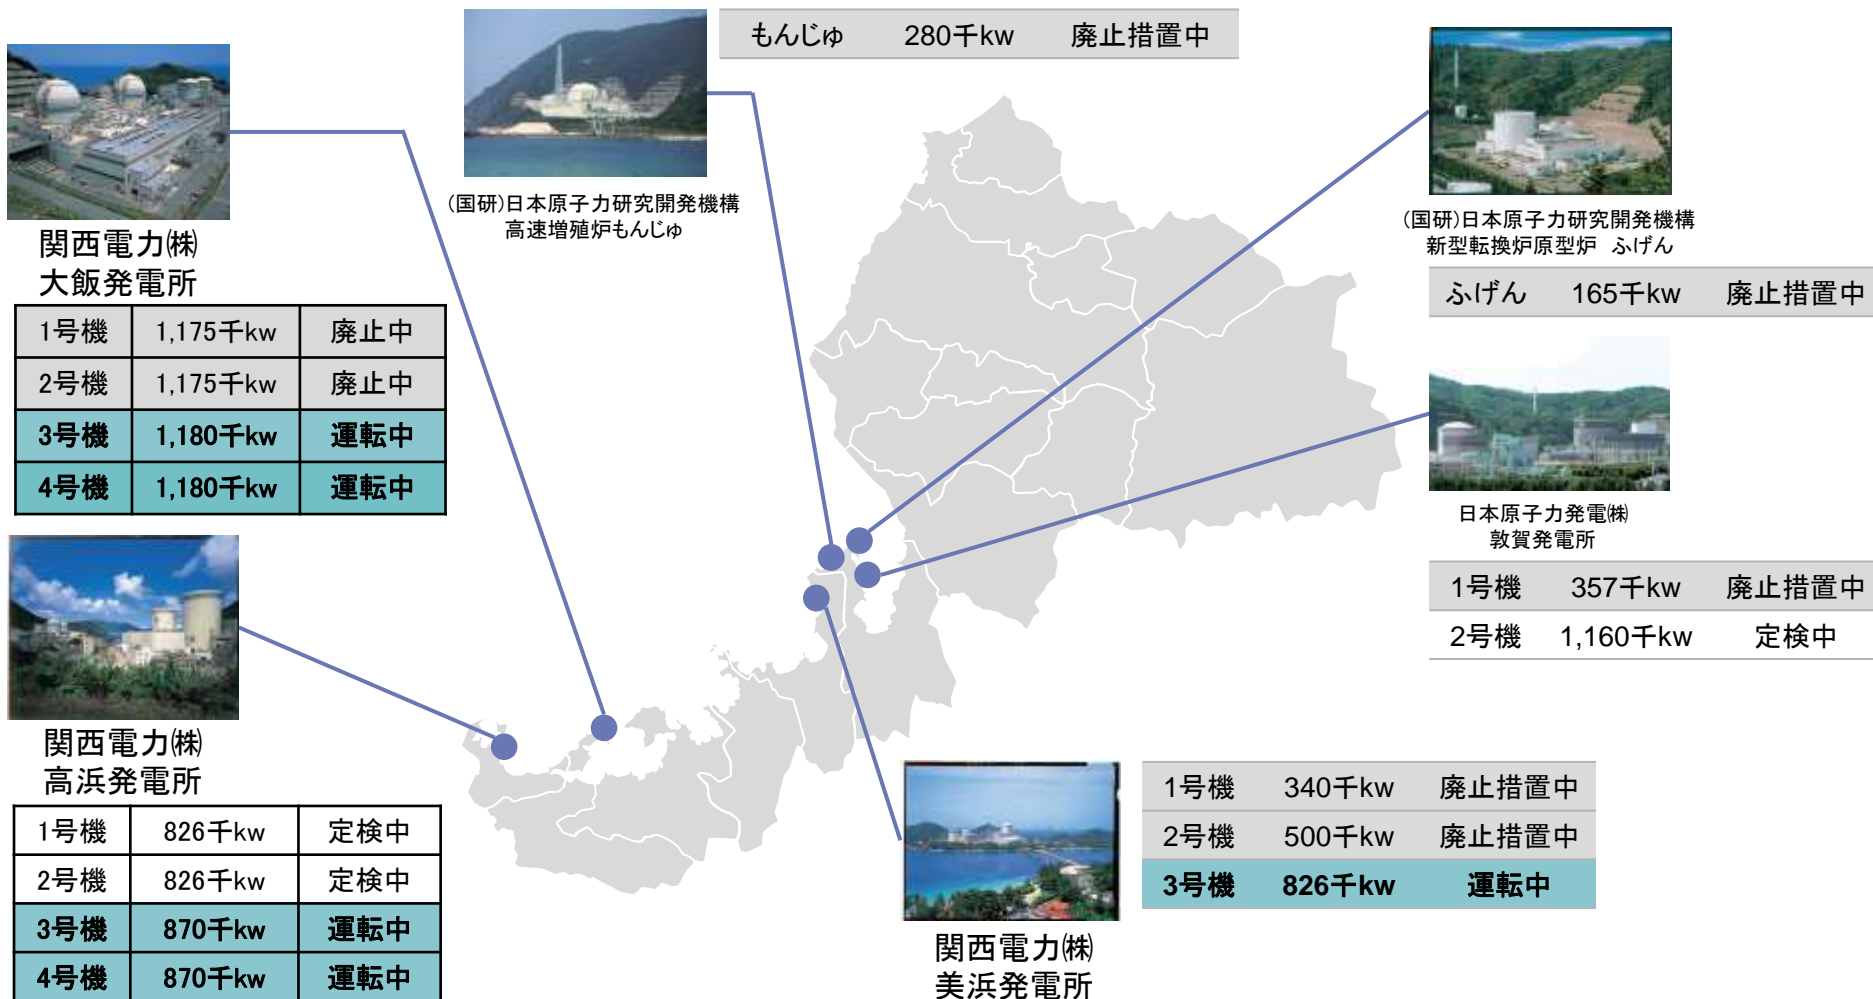 もんじゅ 280千kw 廃止措置中
(国研)日本原子力研究開発機構
高速増殖炉もんじゅ
関西電力㈱
大飯発電所
1号機 1,175千kw 廃止中
2号機 1,175千kw 廃止中
3号機 1,180千kw 運転中
4号機 1,180千kw 運転中
関西電力㈱
高浜発電所
1号機 826千kw 定検中
2号機 826千kw 定検中
3号機 870千kw 運転中
4号機 870千kw 運転中
(国研)日本原子力研究開発機構
新型転換炉原型炉 ふげん
ふげん 165千kw 廃止措置中
日本原子力発電㈱
敦賀発電所
1号機 357千kw 廃止措置中
2号機 1,160千kw 定検中
関西電力㈱
美浜発電所
1号機 340千kw 廃止措置中
2号機 500千kw 廃止措置中
3号機 826千kw 運転中